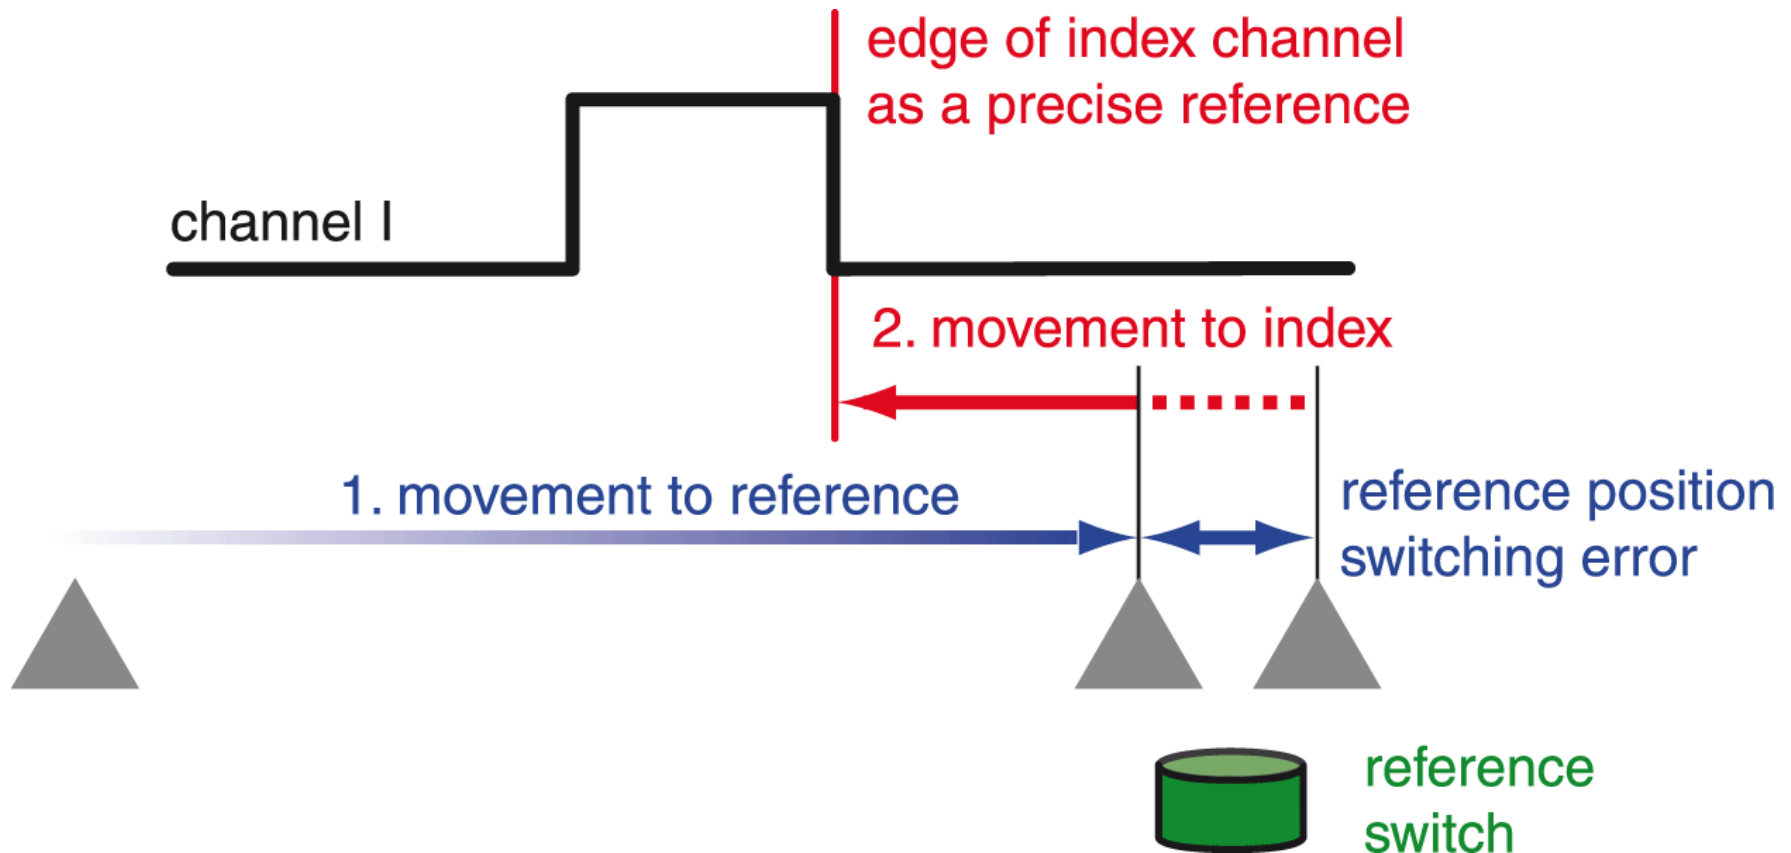 edge of index channel
as a precise reference
channel I
2. movement to index
1. movement to reference
reference position
switching error
reference
switch